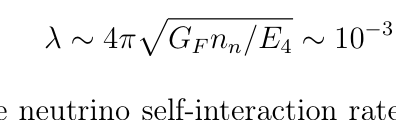 λ ∼ 4π√(G_F n_n/E_4) ∼ 10^{−3}
neutrino self-interaction rate